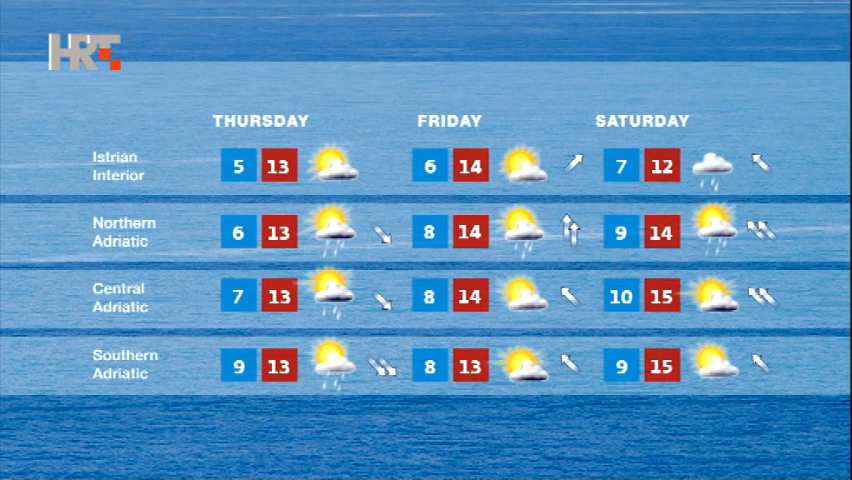 HRT
THURSDAY FRIDAY SATURDAY
Istrian
Interior
5 13 6 14 7 12
Northern
Adriatic
6 13 8 14 9 14
Central
Adriatic
7 13 8 14 10 15
Southern
Adriatic
9 13 8 13 9 15